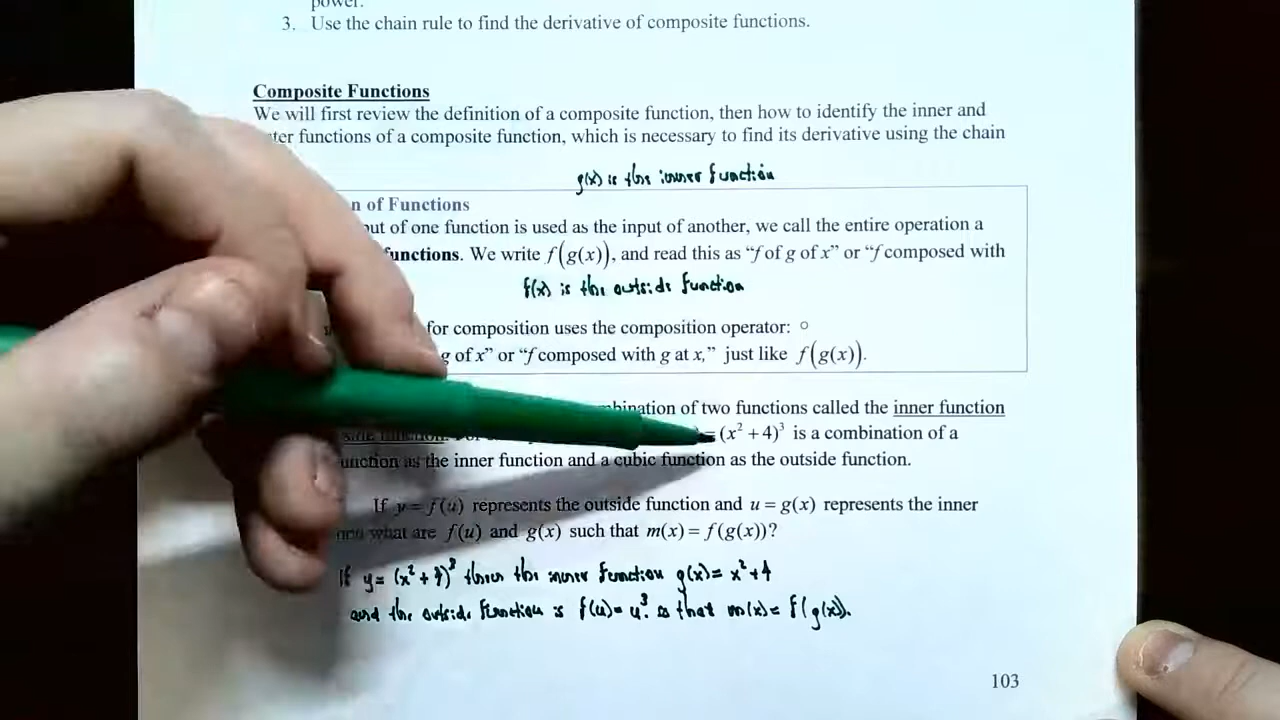 power.
3. Use the chain rule to find the derivative of composite functions.
Composite Functions
We will first review the definition of a composite function, then how to identify the inner and
ter functions of a composite function, which is necessary to find its derivative using the chain
g(x) is the inner function
n of Functions
out of one function is used as the input of another, we call the entire operation a
unctions. We write f(g(x)), and read this as “f of g of x” or “f composed with
f(x) is the outside function
for composition uses the composition operator: ∘
g of x” or “f composed with g at x,” just like f(g(x)).
bination of two functions called the inner function
= (x² + 4)³ is a combination of a
unction as the inner function and a cubic function as the outside function.
If y = f(u) represents the outside function and u = g(x) represents the inner
what are f(u) and g(x) such that m(x) = f(g(x))?
If y = (x² + 4)³ then the inner function g(x) = x² + 4
and the outside function is f(u) = u³. so that m(x) = f(g(x)).
103